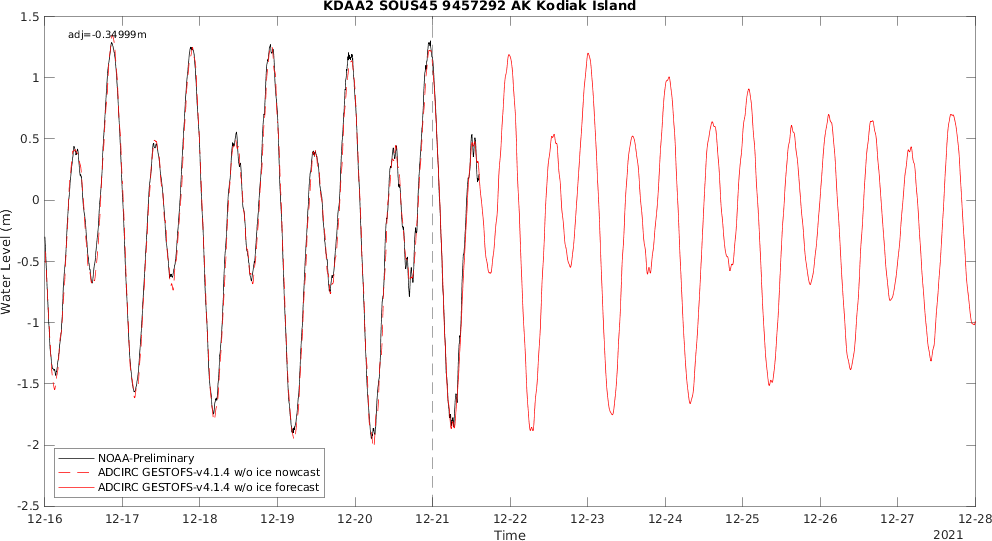 KDAA2 SOUS45 9457292 AK Kodiak Island
adj=-0.34999m
1.5
1
0.5
0
-0.5
-1
-1.5
-2
-2.5
Water Level (m)
NOAA-Preliminary
ADCIRC GESTOFS-v4.1.4 w/o ice nowcast
ADCIRC GESTOFS-v4.1.4 w/o ice forecast
12-16 12-17 12-18 12-19 12-20 12-21 12-22 12-23 12-24 12-25 12-26 12-27 12-28
Time
2021